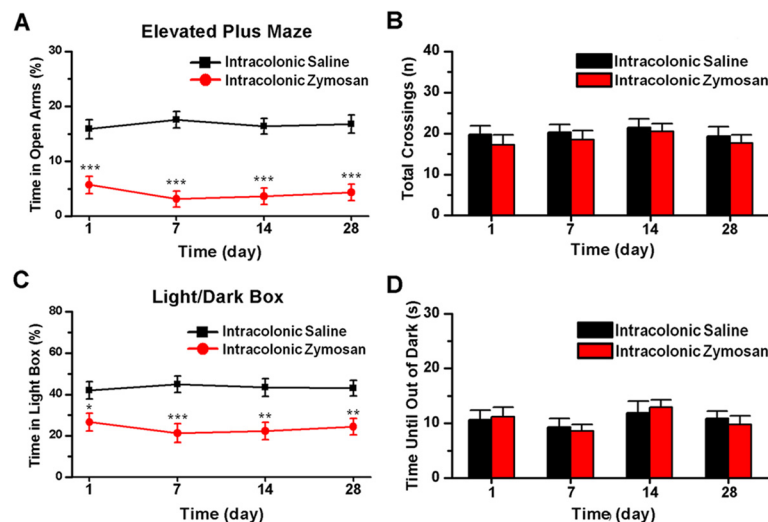 A
Elevated Plus Maze
Time in Open Arms (%)
30
20
10
0
Intracolonic Saline
Intracolonic Zymosan
*** *** *** ***
1 7 14 28
Time (day)
B
Total Crossings (n)
40
30
20
10
0
Intracolonic Saline
Intracolonic Zymosan
1 7 14 28
Time (day)
C
Light/Dark Box
Time in Light Box (%)
80
60
40
20
0
Intracolonic Saline
Intracolonic Zymosan
* *** ** **
1 7 14 28
Time (day)
D
Time Until Out of Dark (s)
30
20
10
0
Intracolonic Saline
Intracolonic Zymosan
1 7 14 28
Time (day)